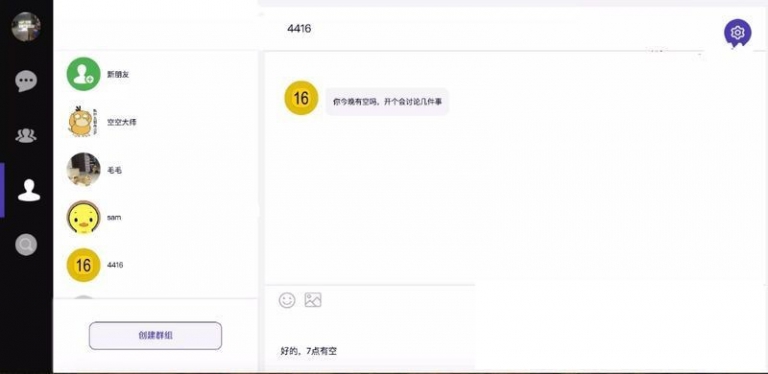 4416
新朋友
空空大师
毛毛
sam
16
4416
创建群组
16
你今晚有空吗，开个会讨论几件事
好的，7点有空